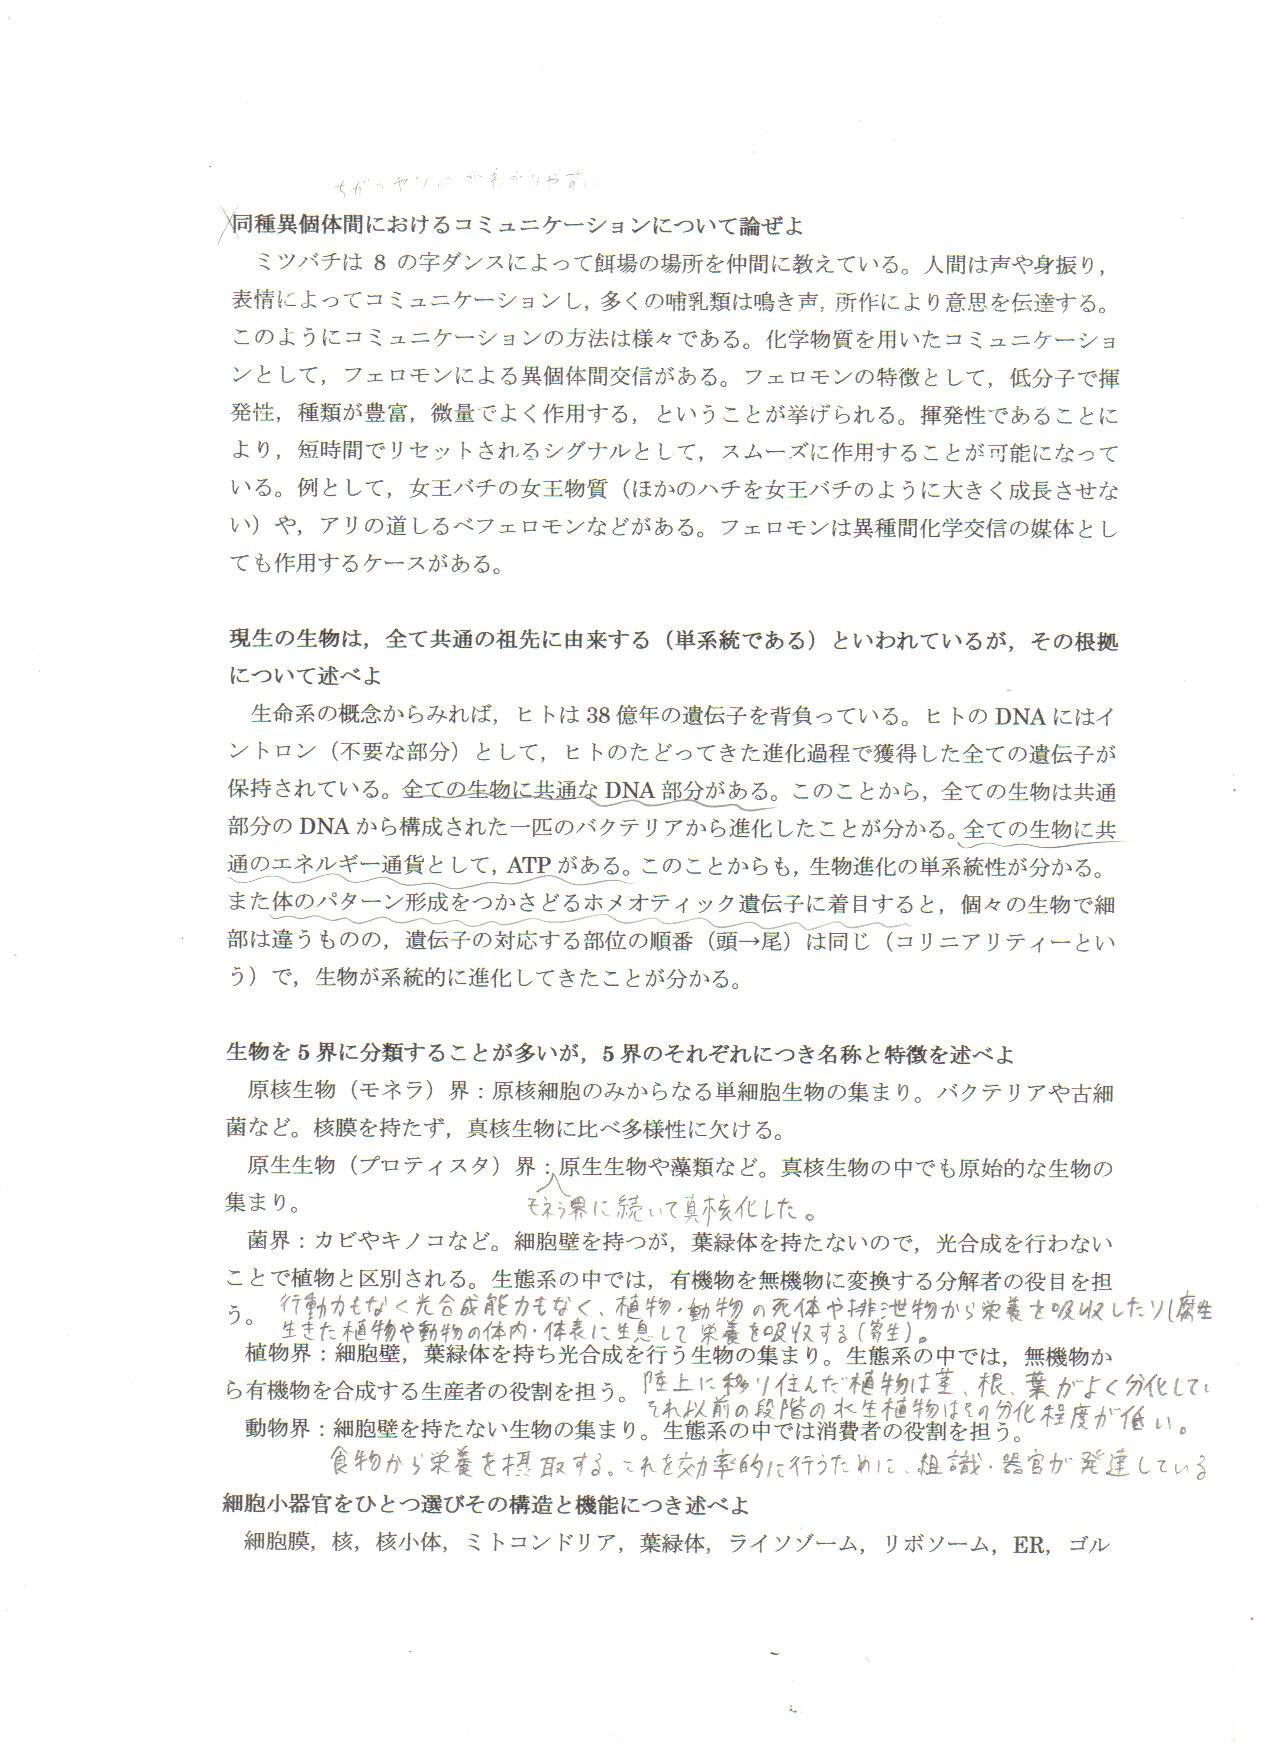 同種異個体間におけるコミュニケーションについて論ぜよ
ミツバチは 8 の字ダンスによって餌場の場所を仲間に教えている。人間は声や身振り，
表情によってコミュニケーションし，多くの哺乳類は鳴き声，所作により意思を伝達する。
このようにコミュニケーションの方法は様々である。化学物質を用いたコミュニケーショ
ンとして，フェロモンによる異個体間交信がある。フェロモンの特徴として，低分子で揮
発性，種類が豊富，微量でよく作用する，ということが挙げられる。揮発性であることに
より，短時間でリセットされるシグナルとして，スムーズに作用することが可能になって
いる。例として，女王バチの女王物質（ほかのハチを女王バチのように大きく成長させな
い）や，アリの道しるべフェロモンなどがある。フェロモンは異種間化学交信の媒体とし
ても作用するケースがある。
現生の生物は，全て共通の祖先に由来する（単系統である）といわれているが，その根拠
について述べよ
生命系の概念からみれば，ヒトは 38 億年の遺伝子を背負っている。ヒトの DNA にはイ
ントロン（不要な部分）として，ヒトのたどってきた進化過程で獲得した全ての遺伝子が
保持されている。全ての生物に共通な DNA 部分がある。このことから，全ての生物は共通
部分の DNA から構成された一匹のバクテリアから進化したことが分かる。全ての生物に共
通のエネルギー通貨として，ATP がある。このことからも，生物進化の単系統性が分かる。
また体のパターン形成をつかさどるホメオティック遺伝子に着目すると，個々の生物で細
部は違うものの，遺伝子の対応する部位の順番（頭→尾）は同じ（コリニアリティーとい
う）で，生物が系統的に進化してきたことが分かる。
生物を 5 界に分類することが多いが，5 界のそれぞれにつき名称と特徴を述べよ
原核生物（モネラ）界：原核細胞のみからなる単細胞生物の集まり。バクテリアや古細
菌など。核膜を持たず，真核生物に比べ多様性に欠ける。
原生生物（プロティスタ）界：原生生物や藻類など。真核生物の中でも原始的な生物の
集まり。
モネラ界に続いて真核化した。
菌界：カビやキノコなど。細胞壁を持つが，葉緑体を持たないので，光合成を行わない
ことで植物と区別される。生態系の中では，有機物を無機物に変換する分解者の役目を担
う。
行動力もなく光合成能力もなく、植物・動物の死体や排泄物から栄養を吸収したり(腐生
生きた植物や動物の体内・体表に生息して栄養を吸収する(寄生)。
植物界：細胞壁，葉緑体を持ち光合成を行う生物の集まり。生態系の中では，無機物か
ら有機物を合成する生産者の役割を担う。
陸上に移り住んだ植物は茎、根、葉がよく分化してい
それ以前の段階の水生植物はその分化程度が低い。
動物界：細胞壁を持たない生物の集まり。生態系の中では消費者の役割を担う。
食物から栄養を摂取する。これを効率的に行うために、組識・器官が発達している
細胞小器官をひとつ選びその構造と機能につき述べよ
細胞膜，核，核小体，ミトコンドリア，葉緑体，ライソゾーム，リボソーム，ER，ゴル